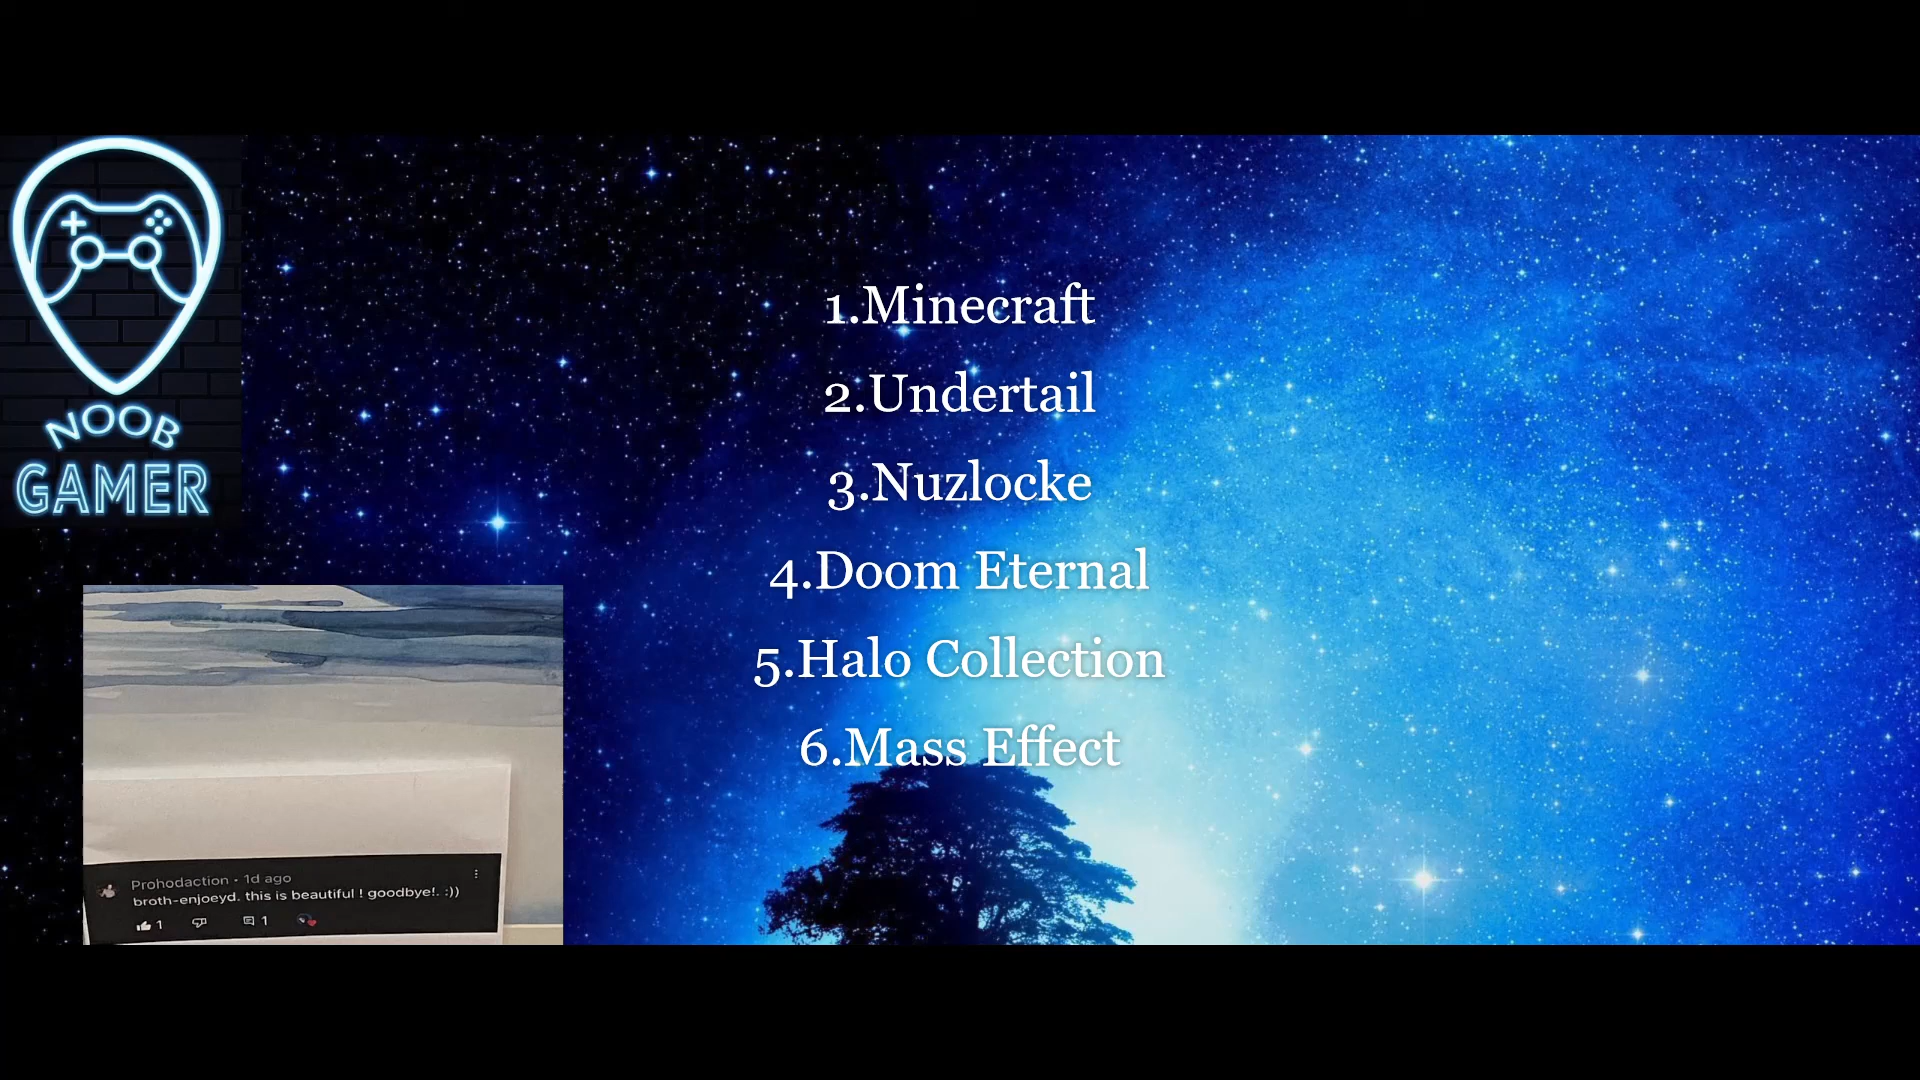 NOOB
GAMER
1.Minecraft
2.Undertail
3.Nuzlocke
4.Doom Eternal
5.Halo Collection
6.Mass Effect
Prohodaction • 1d ago
broth-enjoeyd. this is beautiful ! goodbye!. :))
1
1